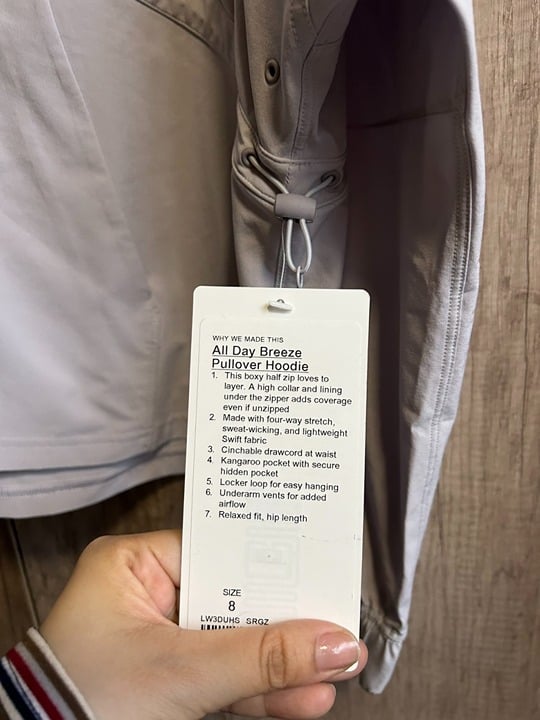 WHY WE MADE THIS
All Day Breeze
Pullover Hoodie
1. This boxy half zip loves to
layer. A high collar and lining
under the zipper adds coverage
even if unzipped
2. Made with four-way stretch,
sweat-wicking, and lightweight
Swift fabric
3. Cinchable drawcord at waist
4. Kangaroo pocket with secure
hidden pocket
5. Locker loop for easy hanging
6. Underarm vents for added
airflow
7. Relaxed fit, hip length
SIZE
8
LW3DUHS SRGZ